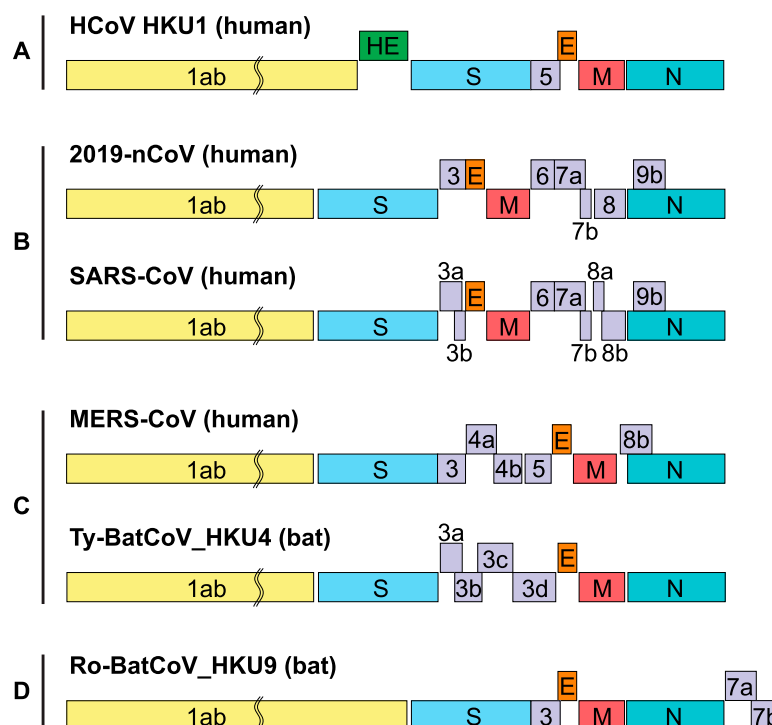 A
HCoV HKU1 (human)
HE
E
1ab
S
5
M
N
B
2019-nCoV (human)
3
E
6
7a
9b
1ab
S
M
8
N
7b
SARS-CoV (human)
3a
8a
E
6
7a
9b
1ab
S
M
N
3b
7b
8b
C
MERS-CoV (human)
4a
E
8b
1ab
S
3
4b
5
M
N
Ty-BatCoV_HKU4 (bat)
3a
3c
E
1ab
S
3b
3d
M
N
D
Ro-BatCoV_HKU9 (bat)
E
7a
1ab
S
3
M
N
7b